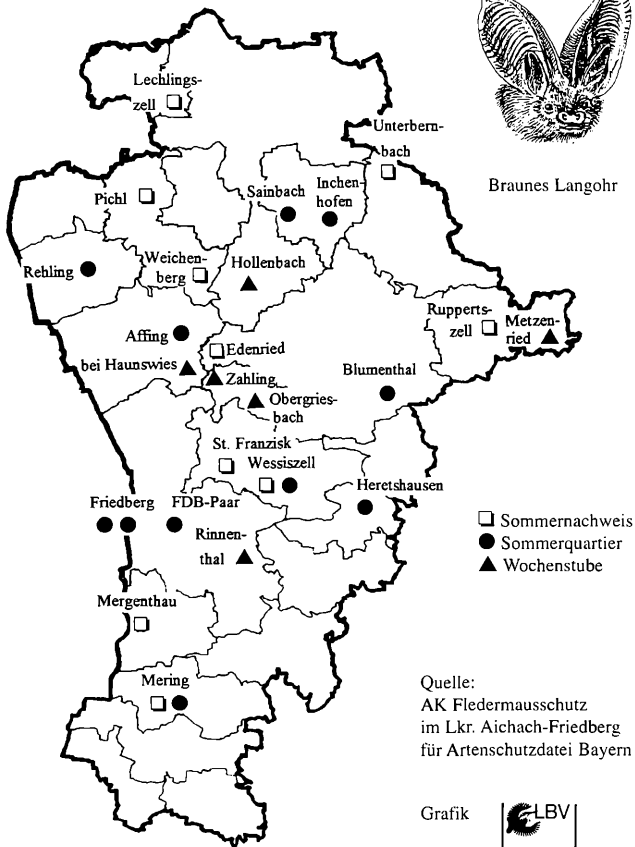 Lechlings-
zell
Unterbern-
bach
Braunes Langohr
Pichl
Sainbach
Inchen-
hofen
Rehling
Weichen-
berg
Hollenbach
Rupperts-
zell
Metzen-
ried
Affing
Edenried
bei Haunswies
Zahling
Blumenthal
Obergries-
bach
St. Franzisk
Wessiszell
Heretshausen
Friedberg
FDB-Paar
Rinnen-
thal
Sommernachweis
Sommerquartier
Wochenstube
Mergenthau
Mering
Quelle:
AK Fledermausschutz
im Lkr. Aichach-Friedberg
für Artenschutzdatei Bayern
Grafik
LBV